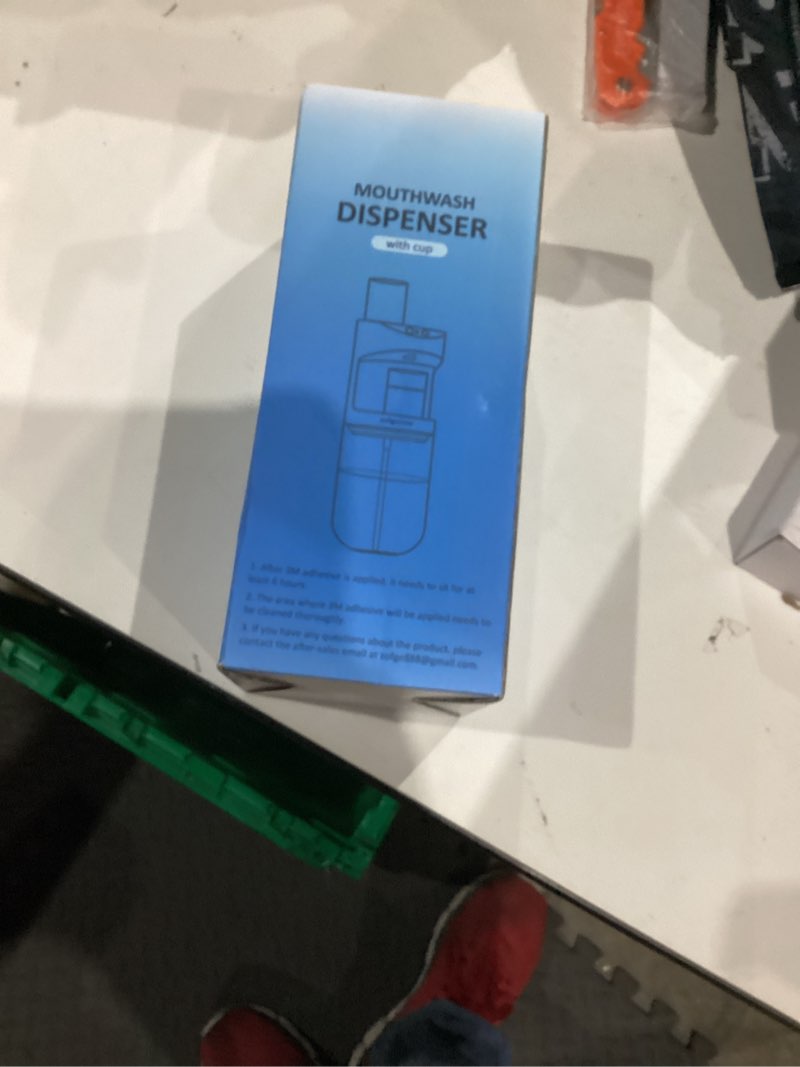 MOUTHWASH
DISPENSER
with cup
1. After 3M adhesive is applied, it needs to sit for at
least 6 hours.
2. The area where 3M adhesive will be applied needs to
be cleaned thoroughly.
3. If you have any questions about the product, please
contact the after-sales email at